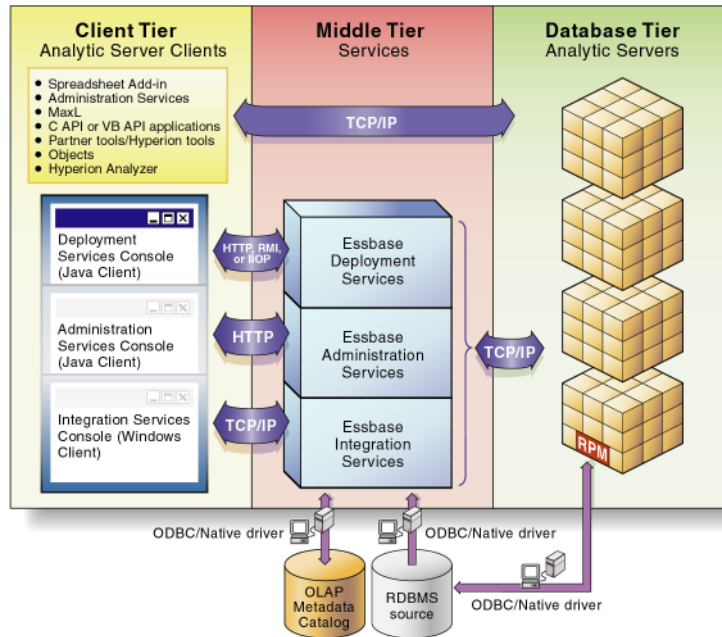 Client Tier
Analytic Server Clients
Middle Tier
Services
Database Tier
Analytic Servers
● Spreadsheet Add-in
● Administration Services
● MaxL
● C API or VB API applications
● Partner tools/Hyperion tools
● Objects
● Hyperion Analyzer
TCP/IP
Deployment
Services Console
(Java Client)
HTTP, RMI,
or IIOP
Essbase
Deployment
Services
Administration
Services Console
(Java Client)
HTTP
Essbase
Administration
Services
TCP/IP
Integration Services
Console (Windows
Client)
TCP/IP
Essbase
Integration
Services
RPM
ODBC/Native driver
ODBC/Native driver
OLAP
Metadata
Catalog
RDBMS
source
ODBC/Native driver